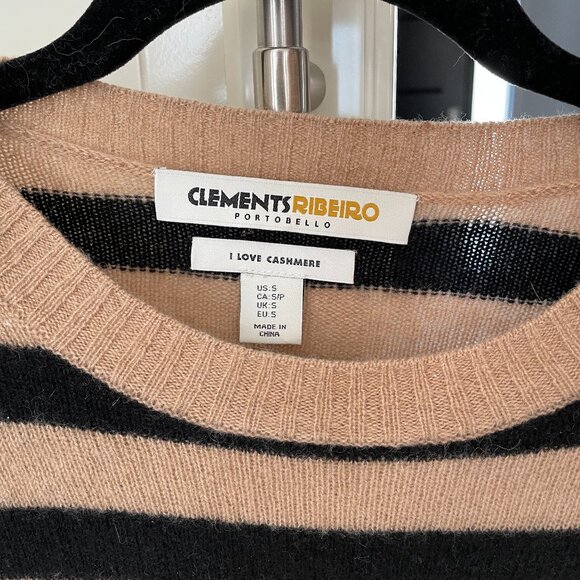 CLEMENTSRIBEIRO
PORTOBELLO
I LOVE CASHMERE
US:S
CA:S/P
UK:S
EU:S
MADE IN
CHINA